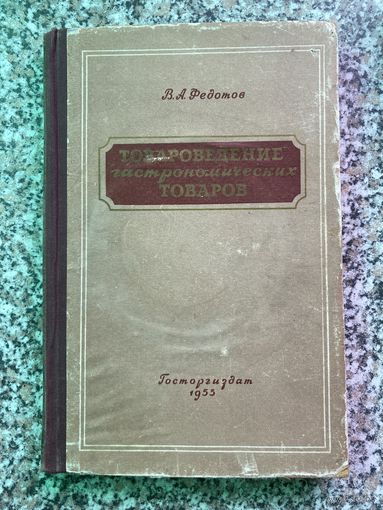 В.А. Федотов
ТОВАРОВЕДЕНИЕ
гастрономических
ТОВАРОВ
Госторгиздат
1955